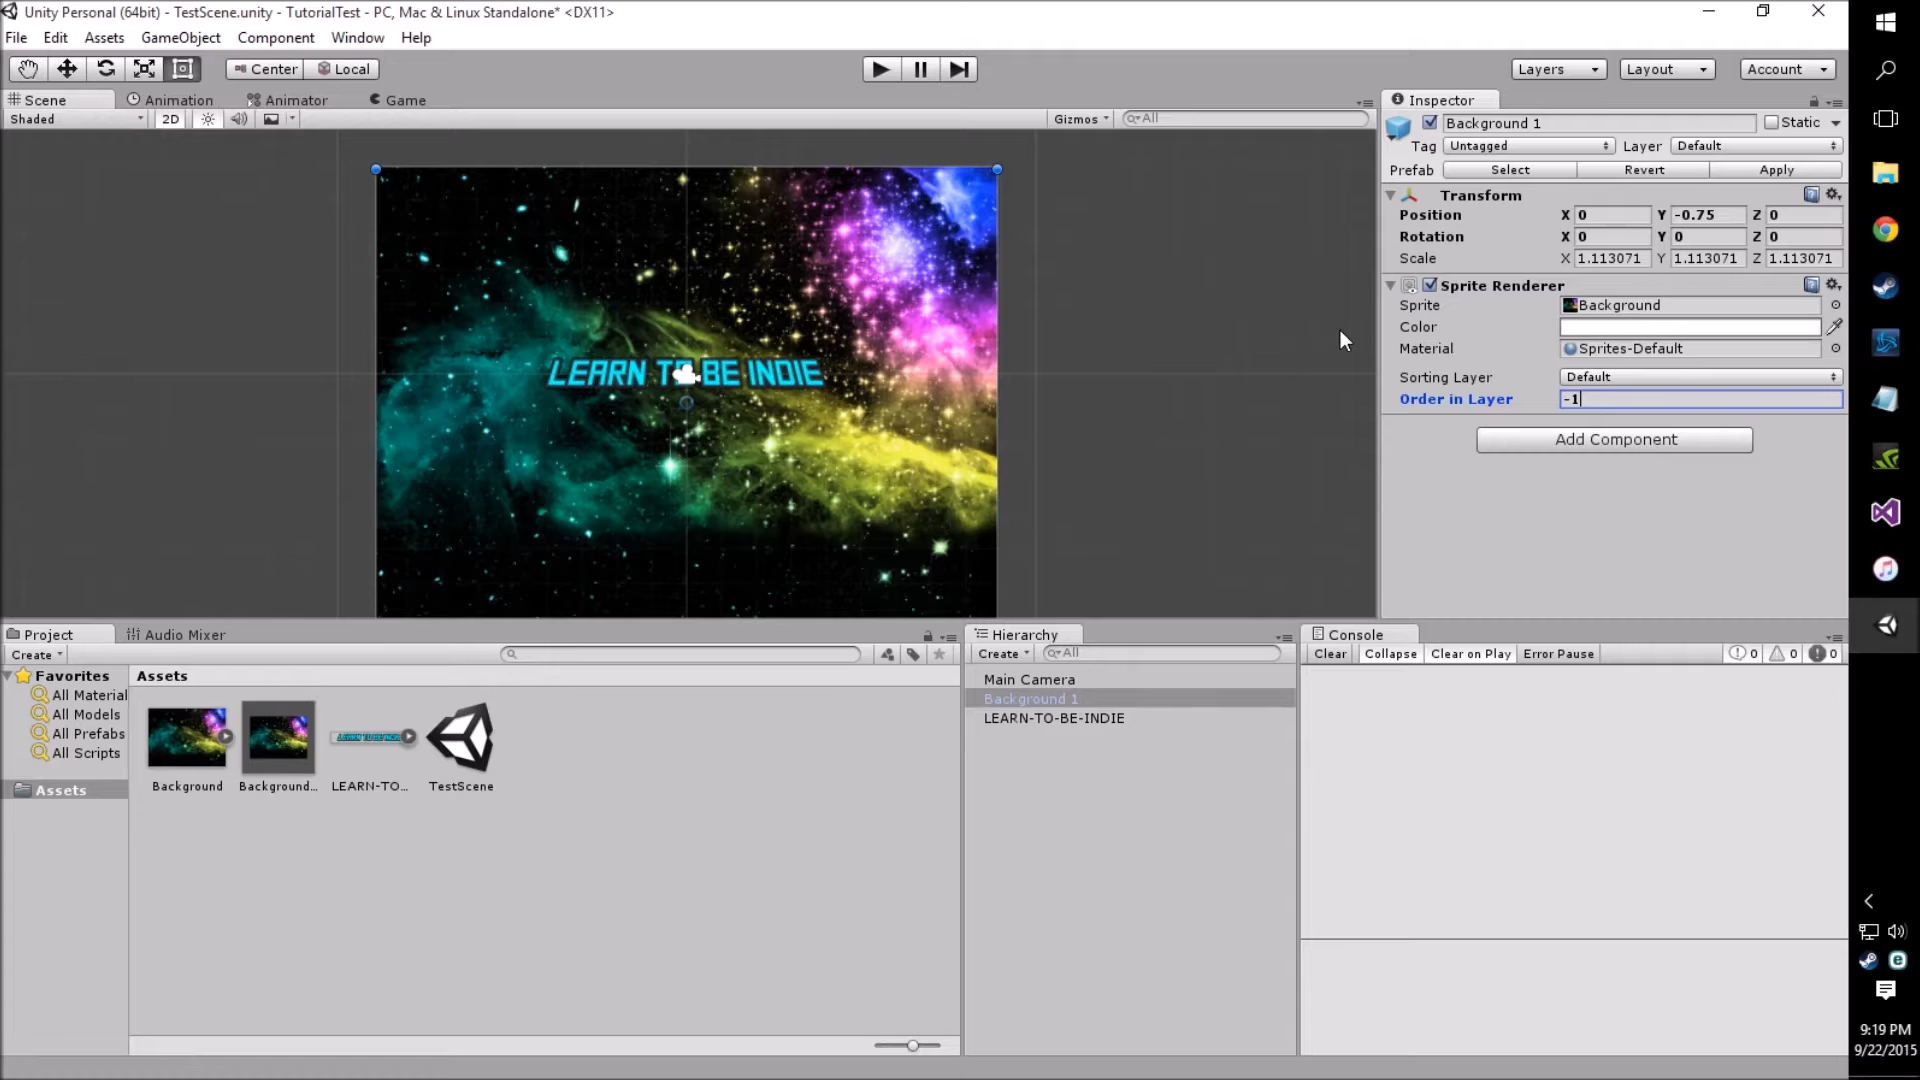 Unity Personal (64bit) - TestScene.unity - TutorialTest - PC, Mac & Linux Standalone* <DX11>
File Edit Assets GameObject Component Window Help
Center Local Layers Layout Account
Scene Animation Animator Game
Shaded 2D Gizmos All
Inspector
Background 1 Static
Tag Untagged Layer Default
Prefab Select Revert Apply
Transform
Position X 0 Y -0.75 Z 0
Rotation X 0 Y 0 Z 0
Scale X 1.113071 Y 1.113071 Z 1.113071
Sprite Renderer
Sprite Background
Color
Material Sprites-Default
Sorting Layer Default
Order in Layer -1
Add Component
LEARN TO BE INDIE
Project Audio Mixer
Create
Favorites
All Material
All Models
All Prefabs
All Scripts
Assets
Assets
Background Background... LEARN-TO... TestScene
Hierarchy
Create All
Main Camera
Background 1
LEARN-TO-BE-INDIE
Console
Clear Collapse Clear on Play Error Pause 0 0 0
9:19 PM
9/22/2015